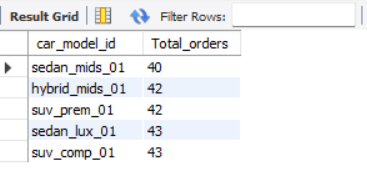 Result Grid Filter Rows:
car_model_id Total_orders
sedan_mids_01 40
hybrid_mids_01 42
suv_prem_01 42
sedan_lux_01 43
suv_comp_01 43